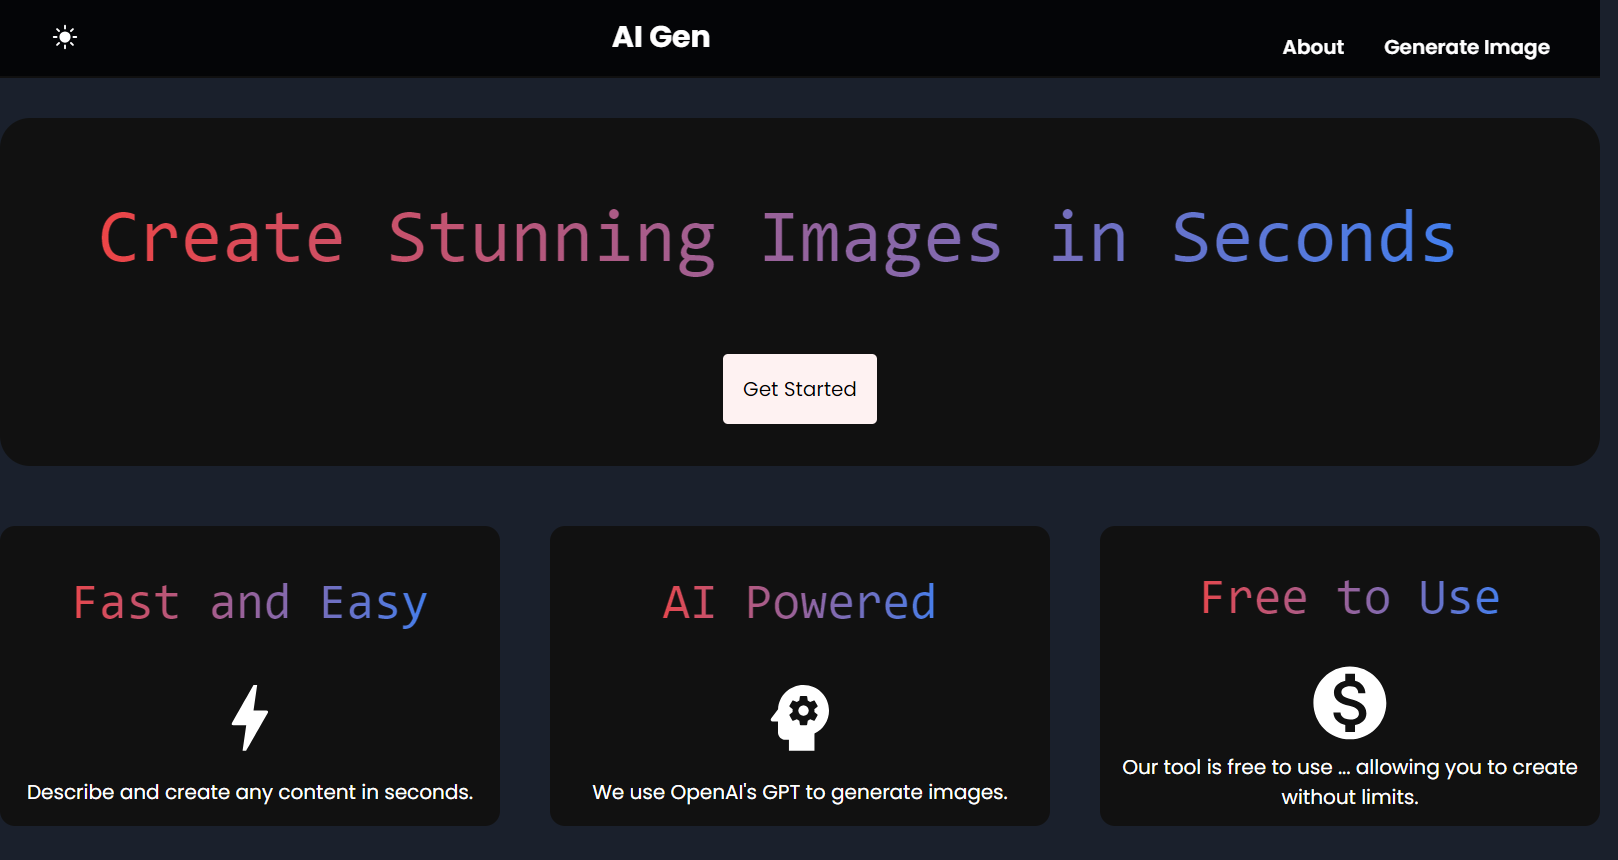 AI Gen
About
Generate Image
Create Stunning Images in Seconds
Get Started
Fast and Easy
Describe and create any content in seconds.
AI Powered
We use OpenAI's GPT to generate images.
Free to Use
$
Our tool is free to use ... allowing you to create
without limits.